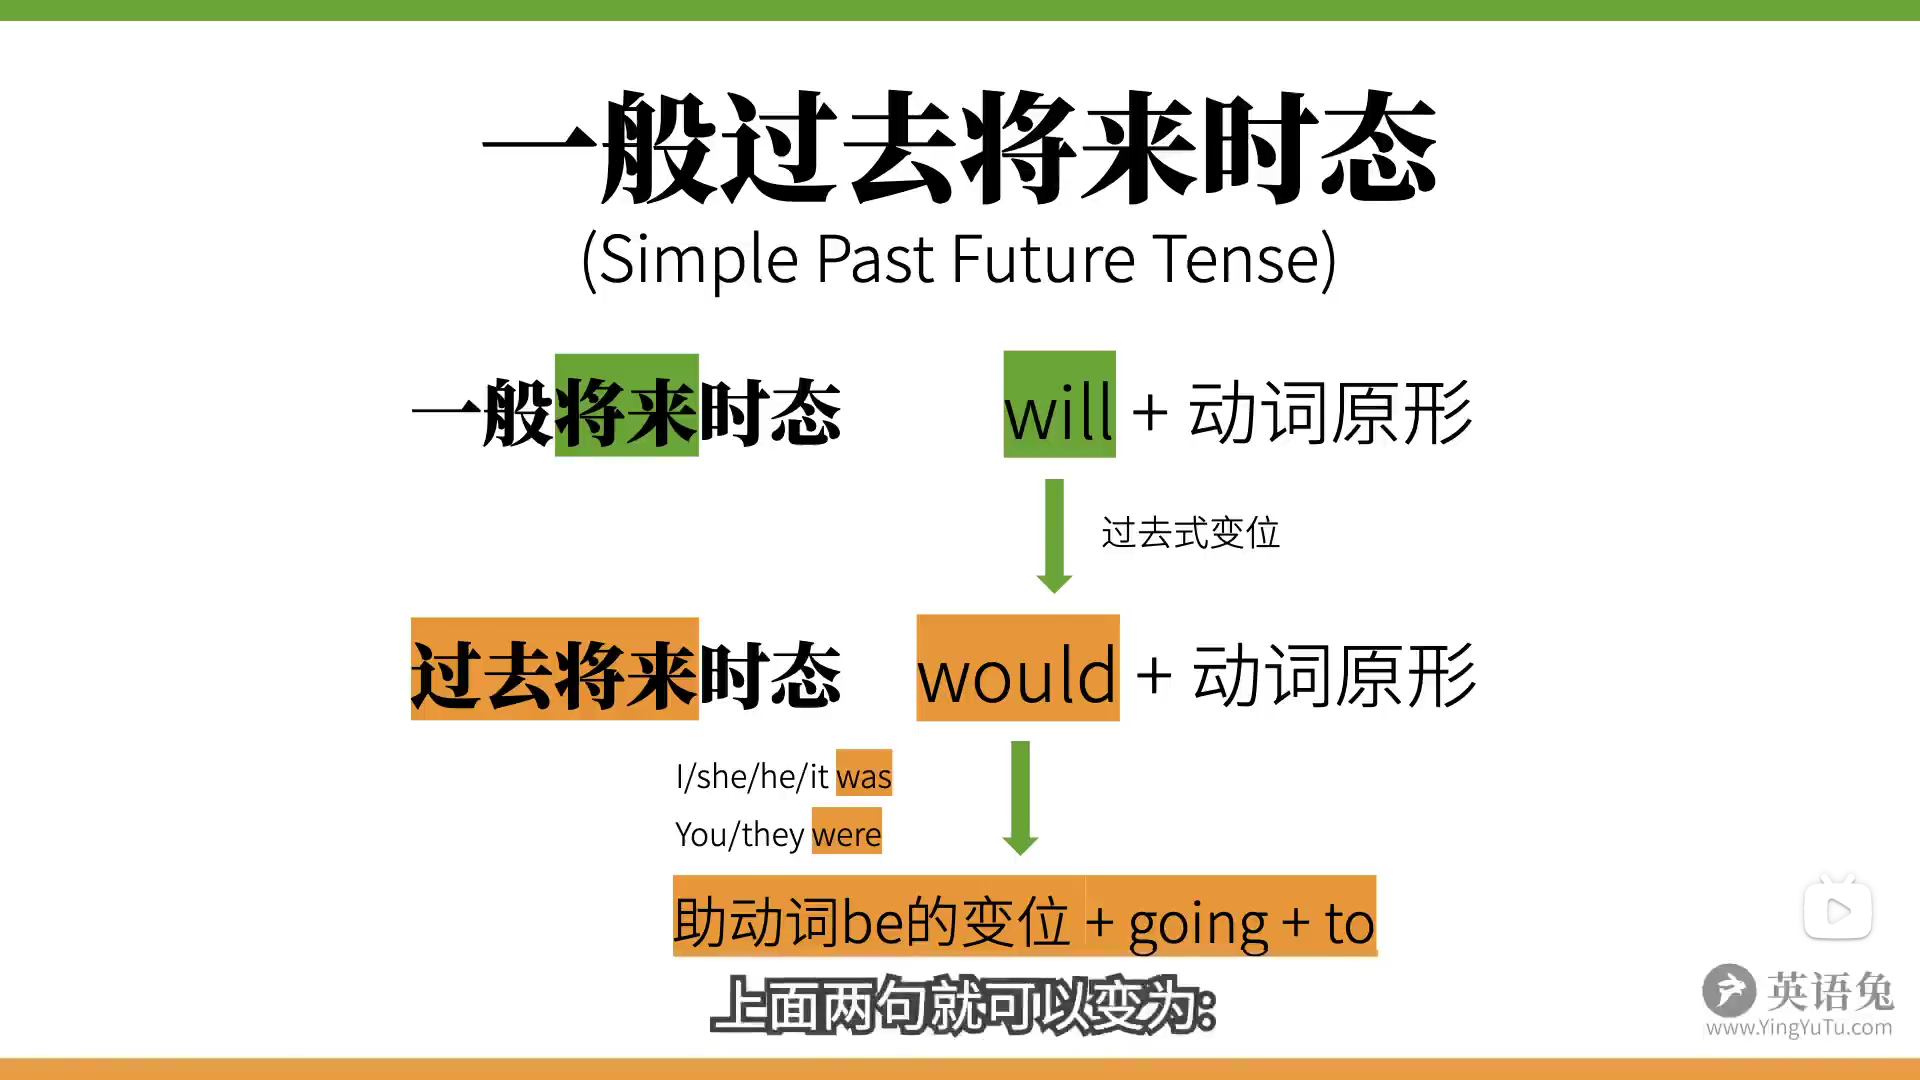 一般过去将来时态
(Simple Past Future Tense)
一般将来时态
will + 动词原形
过去式变位
过去将来时态
would + 动词原形
I/she/he/it was
You/they were
助动词be的变位 + going + to
上面两句就可以变为:
英语兔
www.YingYuTu.com